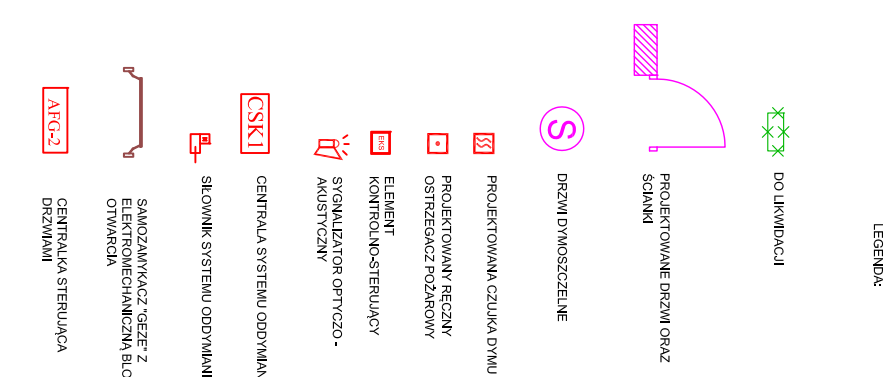 LEGENDA:
DO LIKWIDACJI
PROJEKTOWANE DRZWI ORAZ
ŚCIANKI
S
DRZWI DYMOSZCZELNE
PROJEKTOWANA CZUJKA DYMU
PROJEKTOWANY RĘCZNY
OSTRZEGACZ POŻAROWY
EKS
ELEMENT
KONTROLNO-STERUJĄCY
SYGNALIZATOR OPTYCZO -
AKUSTYCZNY
CSK1
CENTRALA SYSTEMU ODDYMIAN
SIŁOWNIK SYSTEMU ODDYMIANI
SAMOZAMYKACZ "GEZE" Z
ELEKTROMECHANICZNĄ BLO
OTWARCIA
AFG-2
CENTRALKA STERUJĄCA
DRZWIAMI